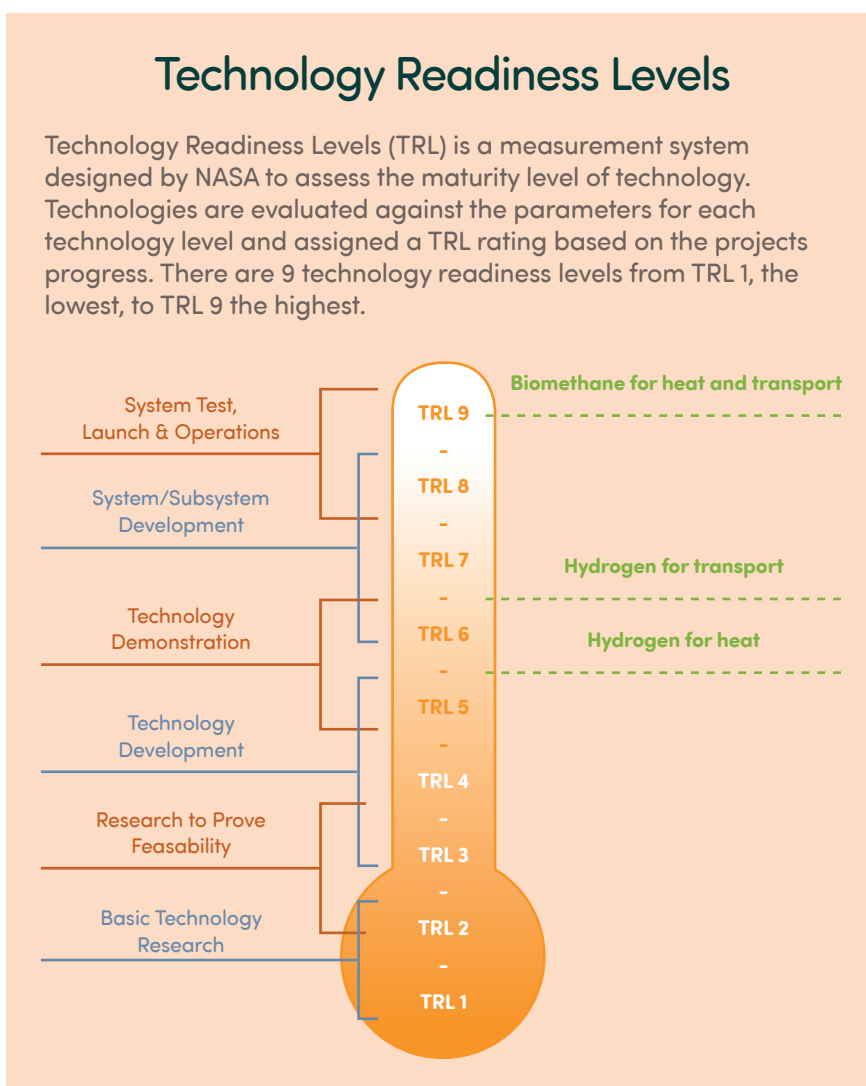 Technology Readiness Levels
Technology Readiness Levels (TRL) is a measurement system
designed by NASA to assess the maturity level of technology.
Technologies are evaluated against the parameters for each
technology level and assigned a TRL rating based on the projects
progress. There are 9 technology readiness levels from TRL 1, the
lowest, to TRL 9 the highest.
System Test,
Launch & Operations
System/Subsystem
Development
Technology
Demonstration
Technology
Development
Research to Prove
Feasability
Basic Technology
Research
TRL 9
-
TRL 8
-
TRL 7
-
TRL 6
-
TRL 5
-
TRL 4
-
TRL 3
-
TRL 2
-
TRL 1
Biomethane for heat and transport
Hydrogen for transport
Hydrogen for heat